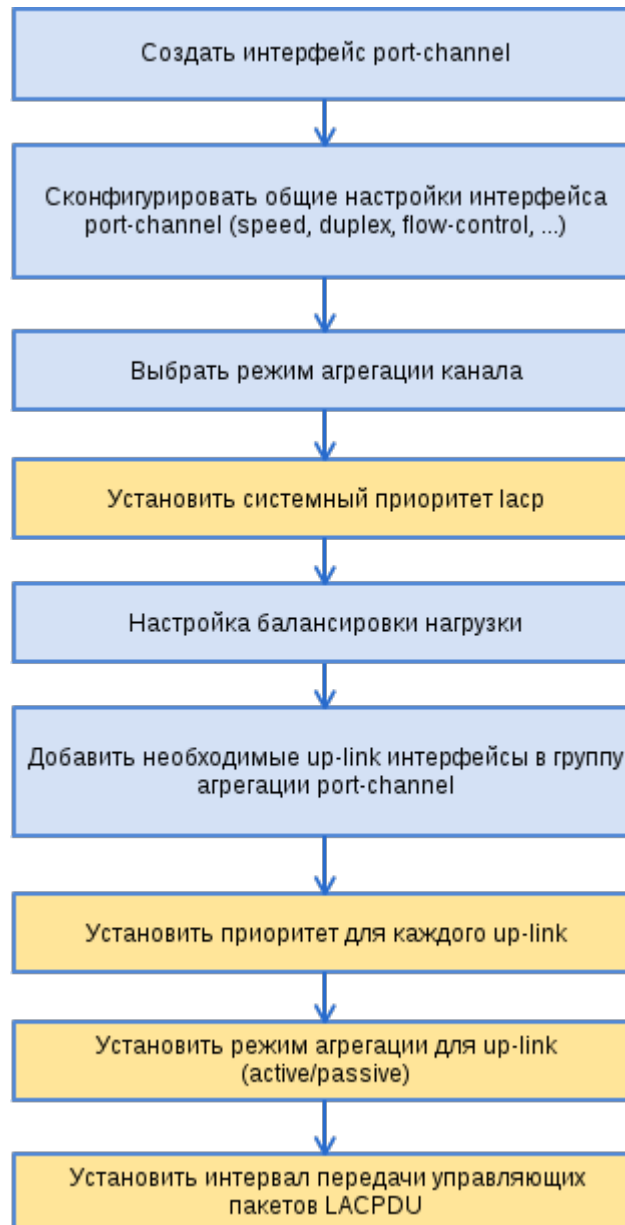 Создать интерфейс port-channel
Сконфигурировать общие настройки интерфейса
port-channel (speed, duplex, flow-control, ...)
Выбрать режим агрегации канала
Установить системный приоритет lacp
Настройка балансировки нагрузки
Добавить необходимые up-link интерфейсы в группу
агрегации port-channel
Установить приоритет для каждого up-link
Установить режим агрегации для up-link
(active/passive)
Установить интервал передачи управляющих
пакетов LACPDU